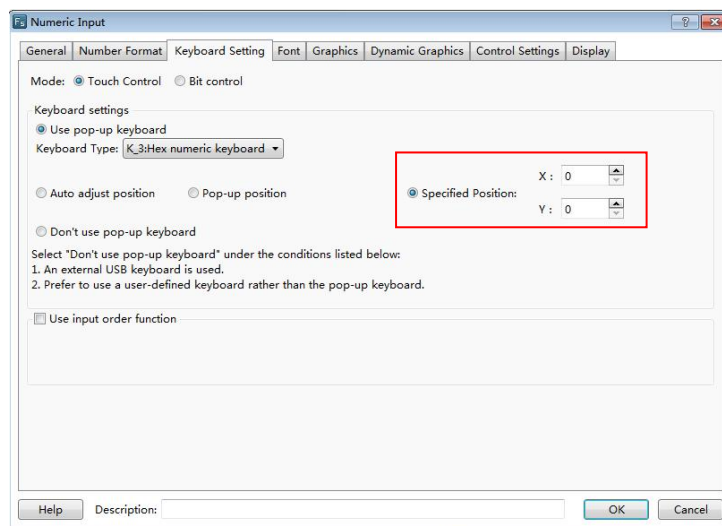 Fs Numeric Input
General Number Format Keyboard Setting Font Graphics Dynamic Graphics Control Settings Display
Mode: Touch Control Bit control
Keyboard settings
Use pop-up keyboard
Keyboard Type: K_3:Hex numeric keyboard
X : 0
Auto adjust position Pop-up position Specified Position:
Y : 0
Don't use pop-up keyboard
Select "Don't use pop-up keyboard" under the conditions listed below:
1. An external USB keyboard is used.
2. Prefer to use a user-defined keyboard rather than the pop-up keyboard.
Use input order function
Help Description: OK Cancel